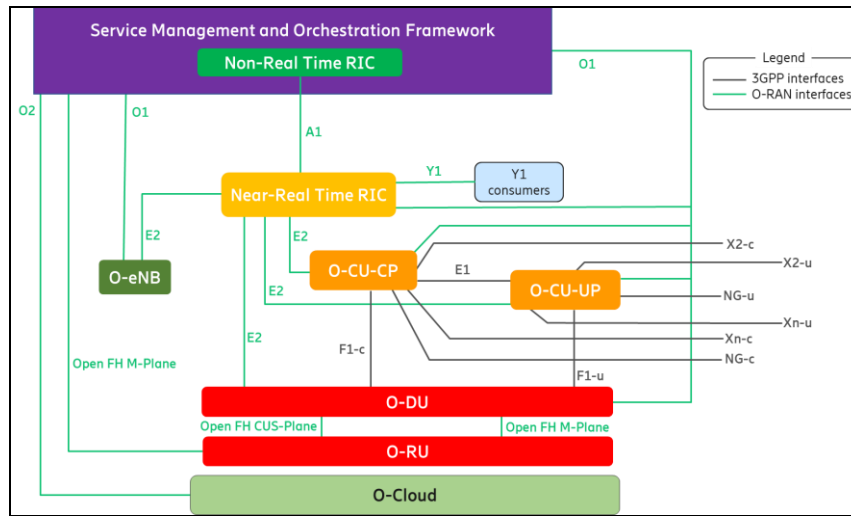 Service Management and Orchestration Framework
Non-Real Time RIC
Legend
3GPP interfaces
O-RAN interfaces
O2
O1
O1
A1
Y1
Y1
consumers
Near-Real Time RIC
E2
E2
O-eNB
O-CU-CP
E1
O-CU-UP
X2-c
X2-u
NG-u
Xn-u
Xn-c
NG-c
E2
E2
F1-c
F1-u
Open FH M-Plane
O-DU
Open FH CUS-Plane
Open FH M-Plane
O-RU
O-Cloud